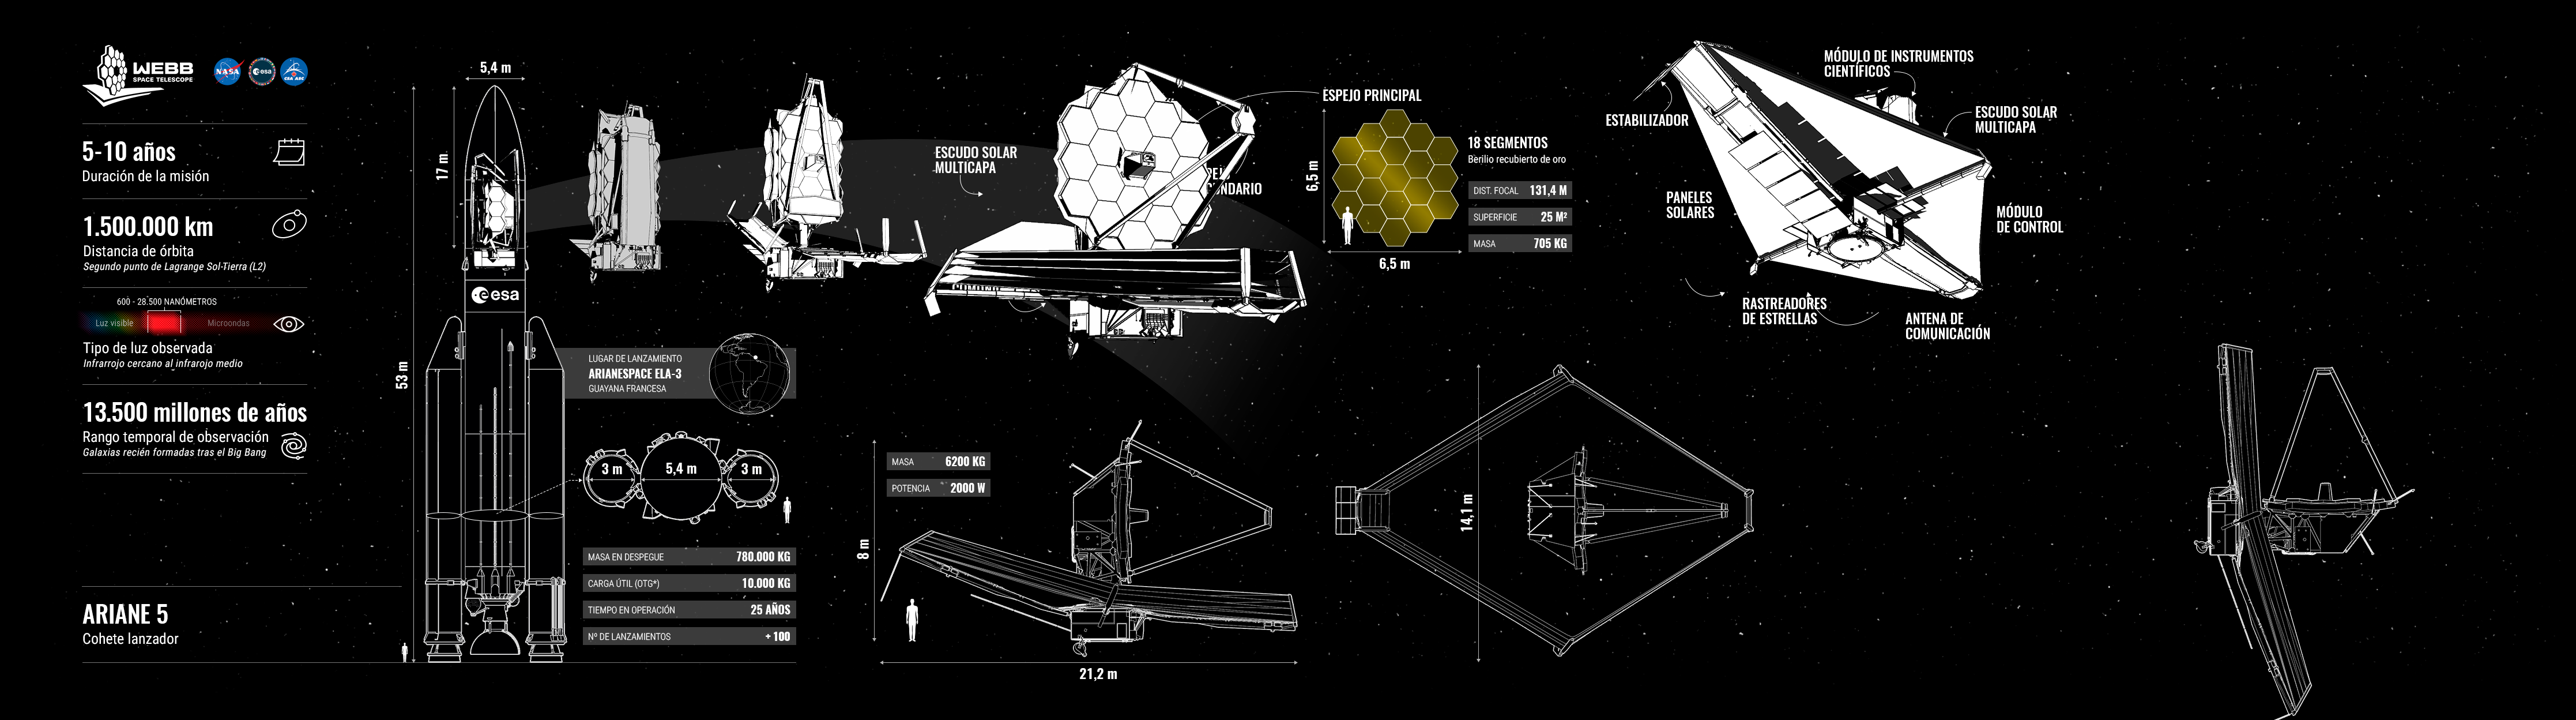 WEBB
SPACE TELESCOPE
NASA
esa
CSA ASC
5-10 años
Duración de la misión
1.500.000 km
Distancia de órbita
Segundo punto de Lagrange Sol-Tierra (L2)
600 - 28.500 NANÓMETROS
Luz visible
Microondas
Tipo de luz observada
Infrarrojo cercano al infrarojo medio
13.500 millones de años
Rango temporal de observación
Galaxias recién formadas tras el Big Bang
ARIANE 5
Cohete lanzador
5,4 m
17 m
53 m
esa
LUGAR DE LANZAMIENTO
ARIANESPACE ELA-3
GUAYANA FRANCESA
3 m
5,4 m
3 m
MASA EN DESPEGUE 780.000 KG
CARGA ÚTIL (OTG*) 10.000 KG
TIEMPO EN OPERACIÓN 25 AÑOS
Nº DE LANZAMIENTOS + 100
ESCUDO SOLAR
MULTICAPA
ESPEJO PRINCIPAL
6,5 m
6,5 m
18 SEGMENTOS
Berilio recubierto de oro
DIST. FOCAL 131,4 M
SUPERFICIE 25 M²
MASA 705 KG
MASA 6200 KG
POTENCIA 2000 W
8 m
21,2 m
14,1 m
MÓDULO DE INSTRUMENTOS
CIENTÍFICOS
ESCUDO SOLAR
MULTICAPA
ESTABILIZADOR
PANELES
SOLARES
MÓDULO
DE CONTROL
RASTREADORES
DE ESTRELLAS
ANTENA DE
COMUNICACIÓN